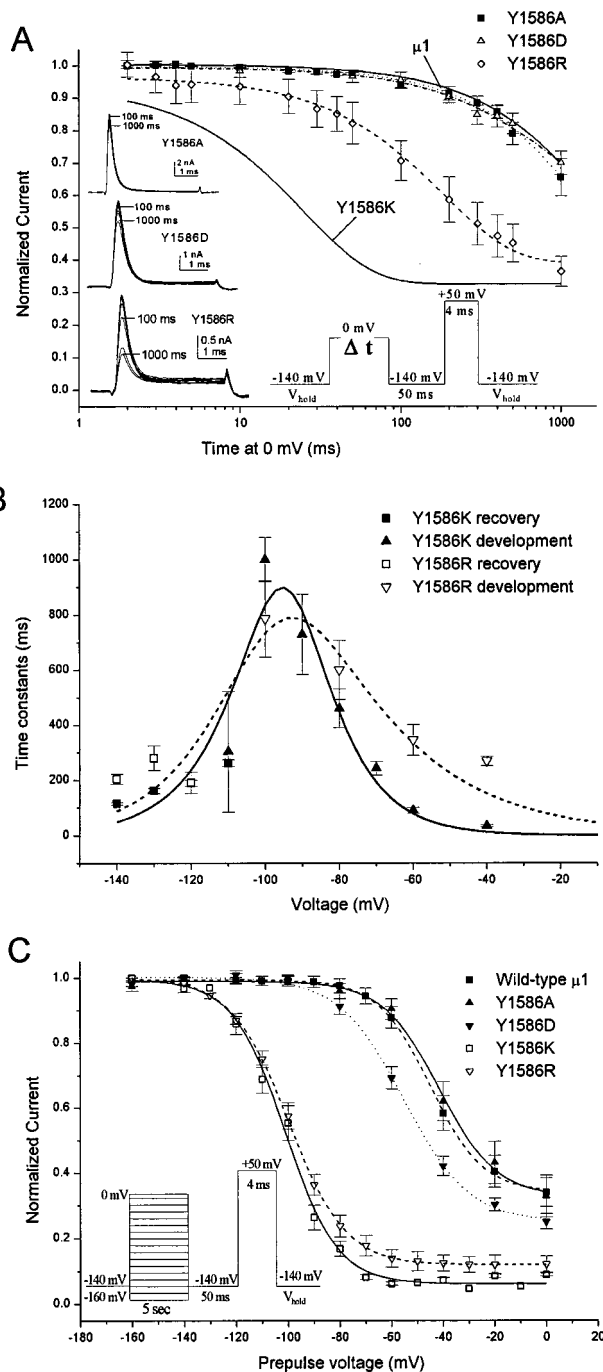 A
Y1586A
Y1586D
Y1586R
μ1
1.0
0.9
0.8
0.7
0.6
0.5
0.4
0.3
0.2
0.1
0.0
Normalized Current
100 ms
1000 ms
Y1586A
2 nA
1 ms
100 ms
1000 ms
Y1586D
1 nA
1 ms
100 ms
1000 ms
Y1586R
0.5 nA
1 ms
Y1586K
+50 mV
4 ms
0 mV
Δ t
-140 mV
-140 mV
-140 mV
Vhold
50 ms
Vhold
1 10 100 1000
Time at 0 mV (ms)
B
1200
1000
800
600
400
200
0
Time constants (ms)
Y1586K recovery
Y1586K development
Y1586R recovery
Y1586R development
-140 -120 -100 -80 -60 -40 -20
Voltage (mV)
C
1.0
0.8
0.6
0.4
0.2
0.0
Normalized Current
Wild-type μ1
Y1586A
Y1586D
Y1586K
Y1586R
+50 mV
4 ms
0 mV
-140 mV
-140 mV
-140 mV
-160 mV
50 ms
Vhold
5 sec
-180 -160 -140 -120 -100 -80 -60 -40 -20 0 20
Prepulse voltage (mV)